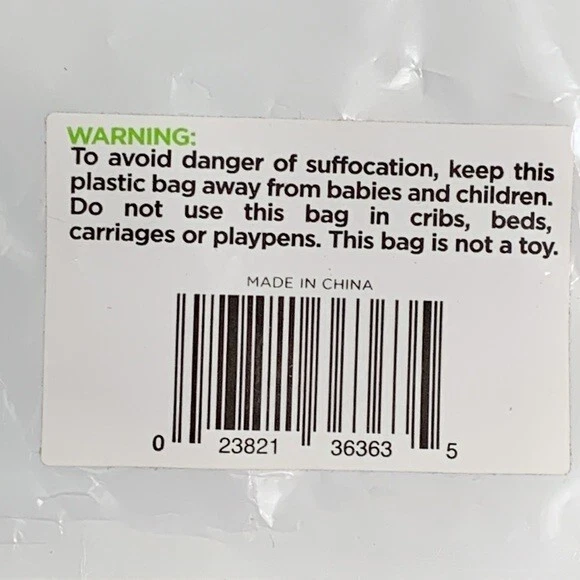 WARNING:
To avoid danger of suffocation, keep this
plastic bag away from babies and children.
Do not use this bag in cribs, beds,
carriages or playpens. This bag is not a toy.
MADE IN CHINA
0 23821 36363 5